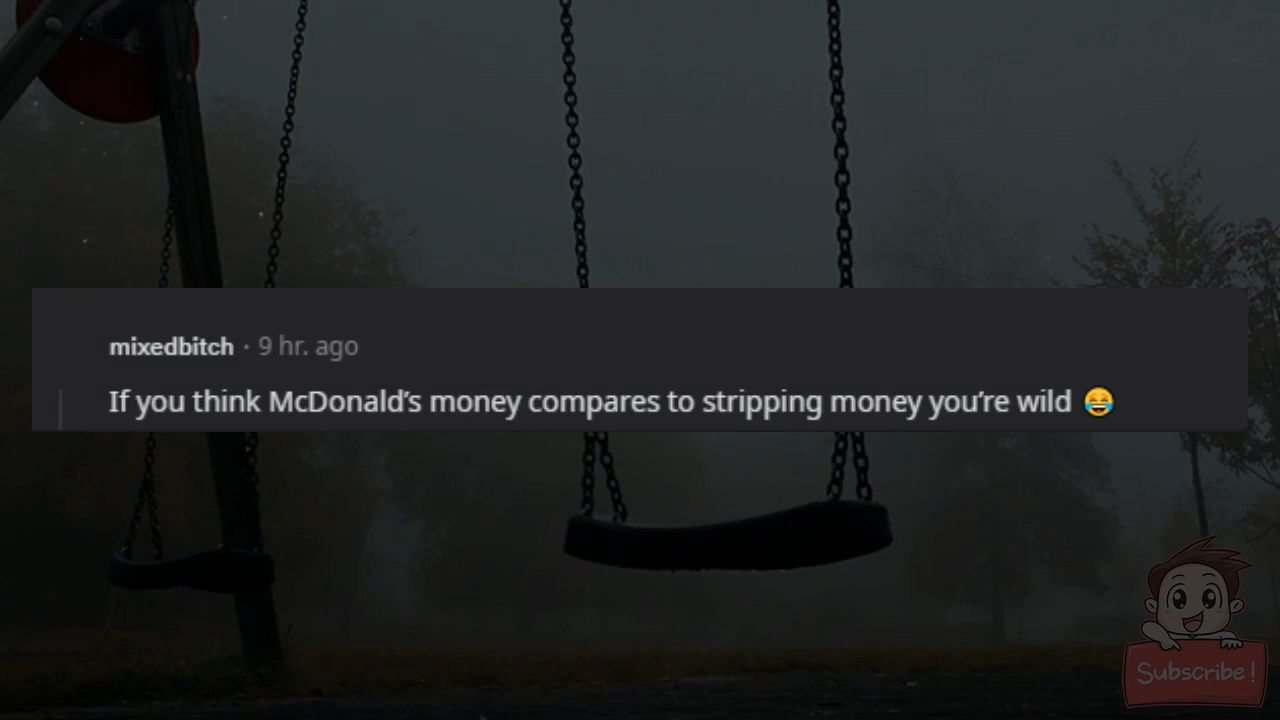 mixedbitch · 9 hr. ago
If you think McDonald’s money compares to stripping money you’re wild 😂
Subscribe!